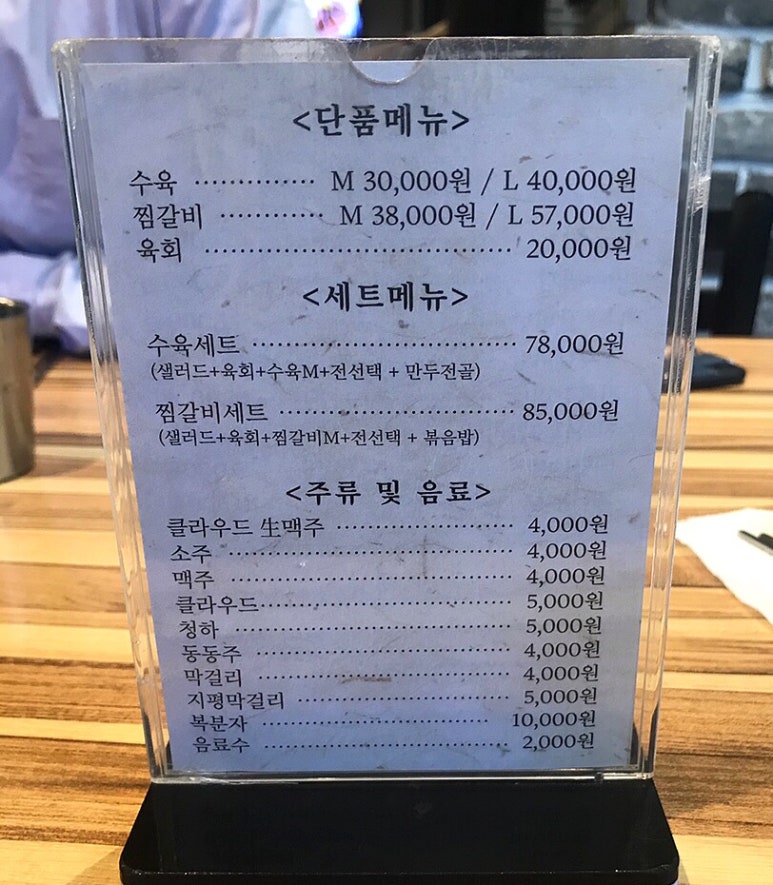 <단품메뉴>
수육 ·············· M 30,000원 / L 40,000원
찜갈비 ············ M 38,000원 / L 57,000원
육회 ·································· 20,000원
<세트메뉴>
수육세트 ································ 78,000원
(샐러드+육회+수육M+전선택 + 만두전골)
찜갈비세트 ···························· 85,000원
(샐러드+육회+찜갈비M+전선택 + 볶음밥)
<주류 및 음료>
클라우드 生맥주 ······················· 4,000원
소주 ···································· 4,000원
맥주 ···································· 4,000원
클라우드································ 5,000원
청하 ···································· 5,000원
동동주 ································· 4,000원
막걸리 ································· 4,000원
지평막걸리 ··························· 5,000원
복분자 ······························ 10,000원
음료수 ································ 2,000원